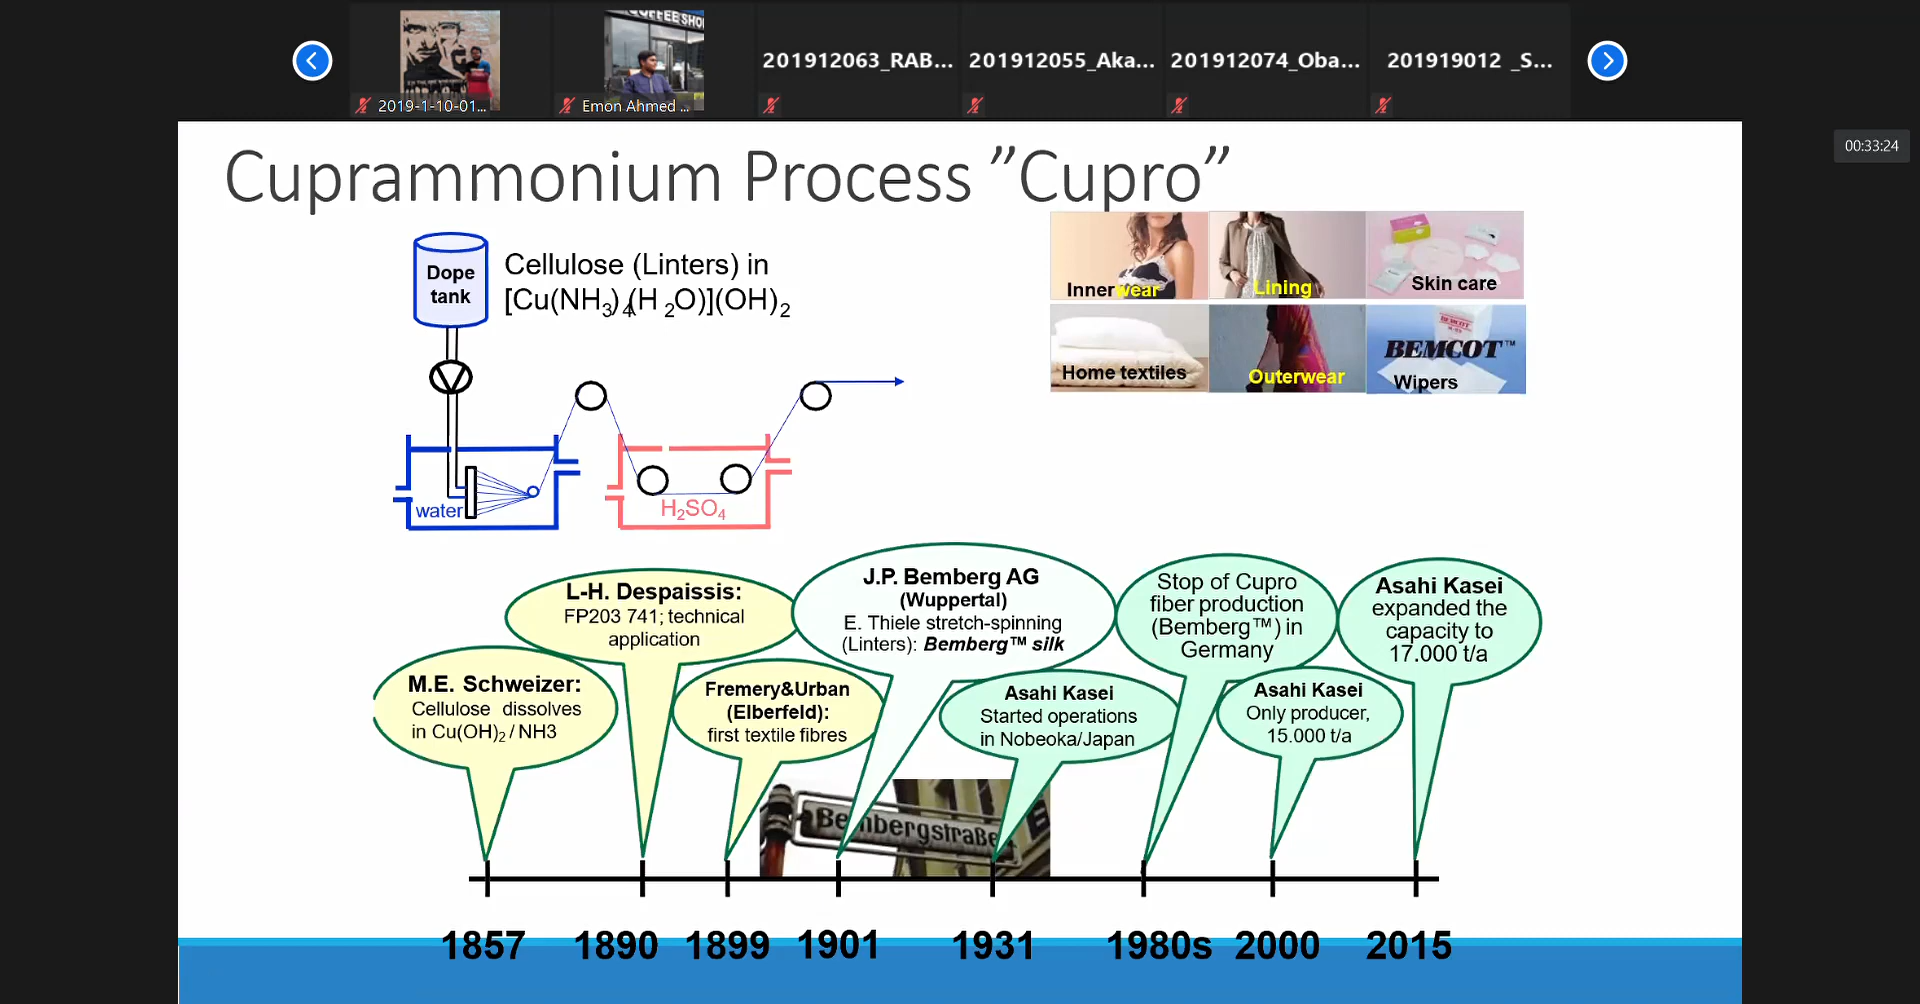 COFFEE SHO
2019-1-10-01...
Emon Ahmed ...
201912063_RAB...
201912055_Aka...
201912074_Oba...
201919012 _S...
00:33:24
Cuprammonium Process ”Cupro”
Dope
tank
Cellulose (Linters) in
[Cu(NH3)4(H2O)](OH)2
water
H2SO4
Inner wear
Lining
Skin care
Home textiles
Outerwear
BEMCOT
BEMCOT™
Wipers
M.E. Schweizer:
Cellulose dissolves
in Cu(OH)2 / NH3
L-H. Despaissis:
FP203 741; technical
application
Fremery&Urban
(Elberfeld):
first textile fibres
J.P. Bemberg AG
(Wuppertal)
E. Thiele stretch-spinning
(Linters): Bemberg™ silk
Asahi Kasei
Started operations
in Nobeoka/Japan
Stop of Cupro
fiber production
(Bemberg™) in
Germany
Asahi Kasei
Only producer,
15.000 t/a
Asahi Kasei
expanded the
capacity to
17.000 t/a
Bembergstraße
1857 1890 1899 1901 1931 1980s 2000 2015